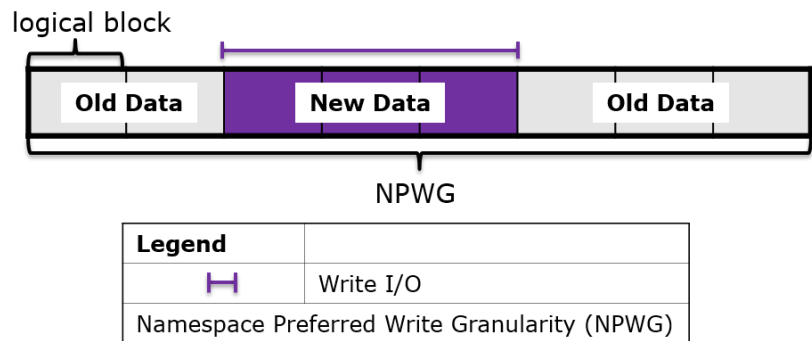 logical block
Old Data New Data Old Data
NPWG
Legend
Write I/O
Namespace Preferred Write Granularity (NPWG)